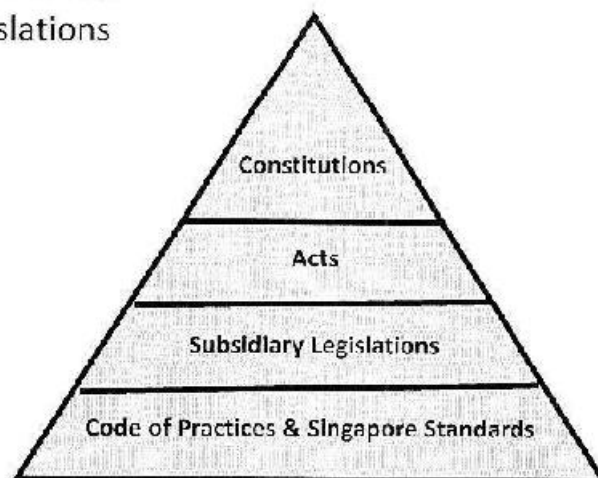 slations
Constitutions
Acts
Subsidiary Legislations
Code of Practices & Singapore Standards